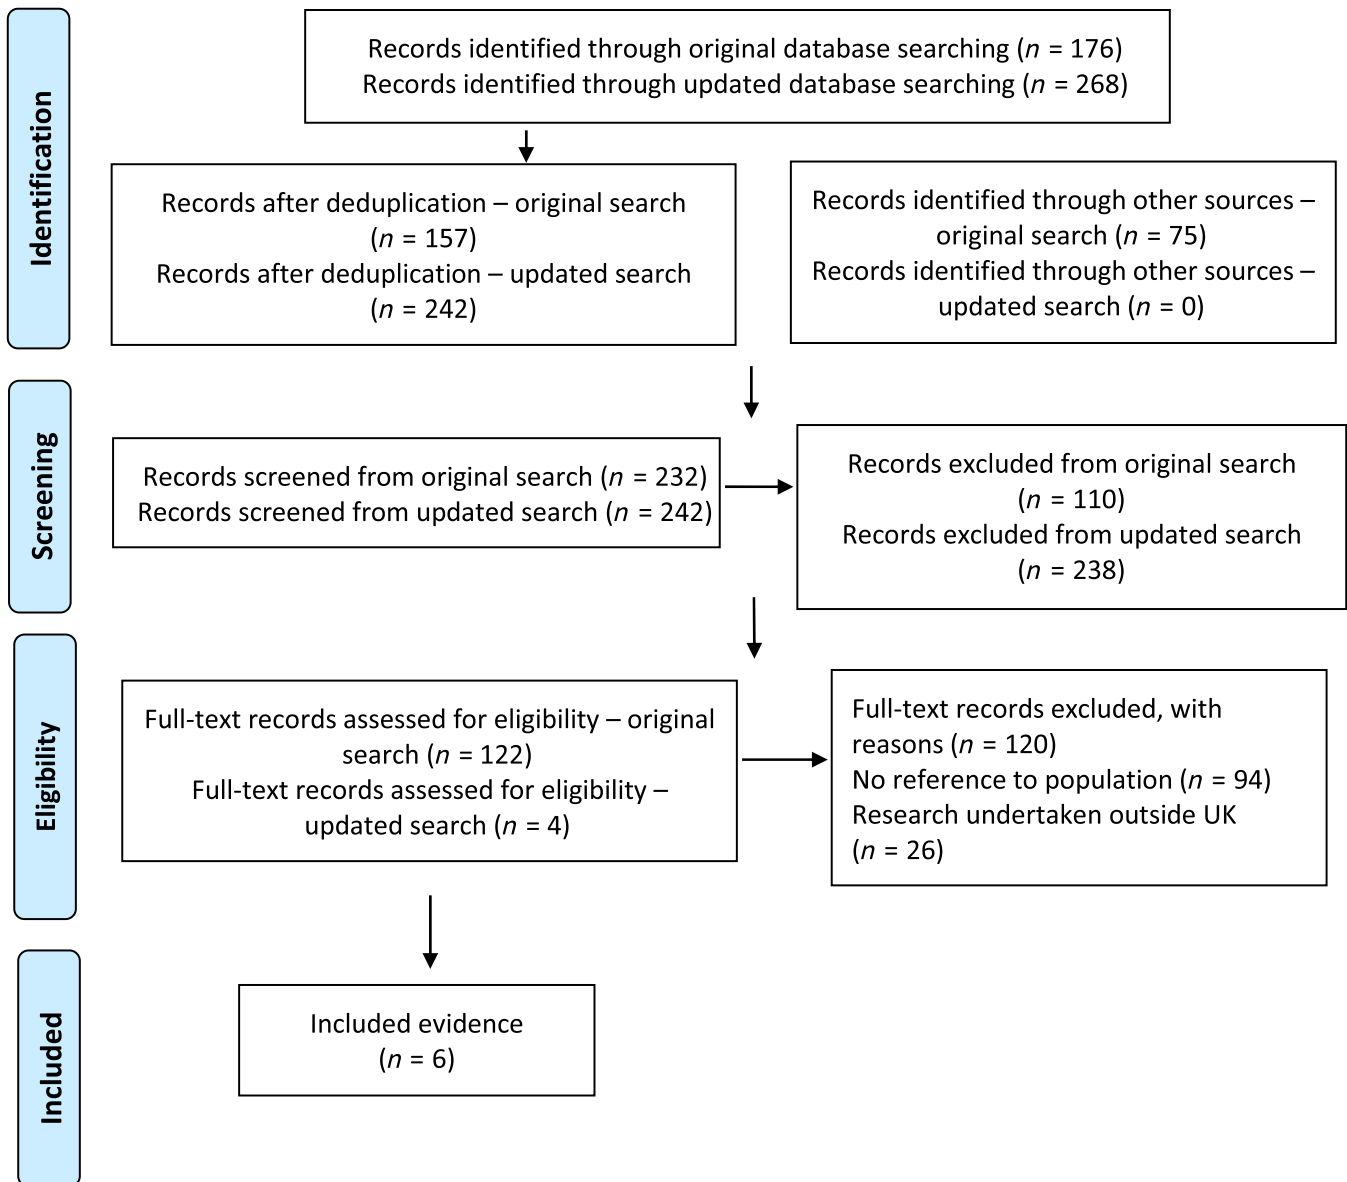 Identification
Records identified through original database searching (n = 176)
Records identified through updated database searching (n = 268)
Records after deduplication – original search
(n = 157)
Records after deduplication – updated search
(n = 242)
Records identified through other sources –
original search (n = 75)
Records identified through other sources –
updated search (n = 0)
Screening
Records screened from original search (n = 232)
Records screened from updated search (n = 242)
Records excluded from original search
(n = 110)
Records excluded from updated search
(n = 238)
Eligibility
Full-text records assessed for eligibility – original
search (n = 122)
Full-text records assessed for eligibility –
updated search (n = 4)
Full-text records excluded, with
reasons (n = 120)
No reference to population (n = 94)
Research undertaken outside UK
(n = 26)
Included
Included evidence
(n = 6)